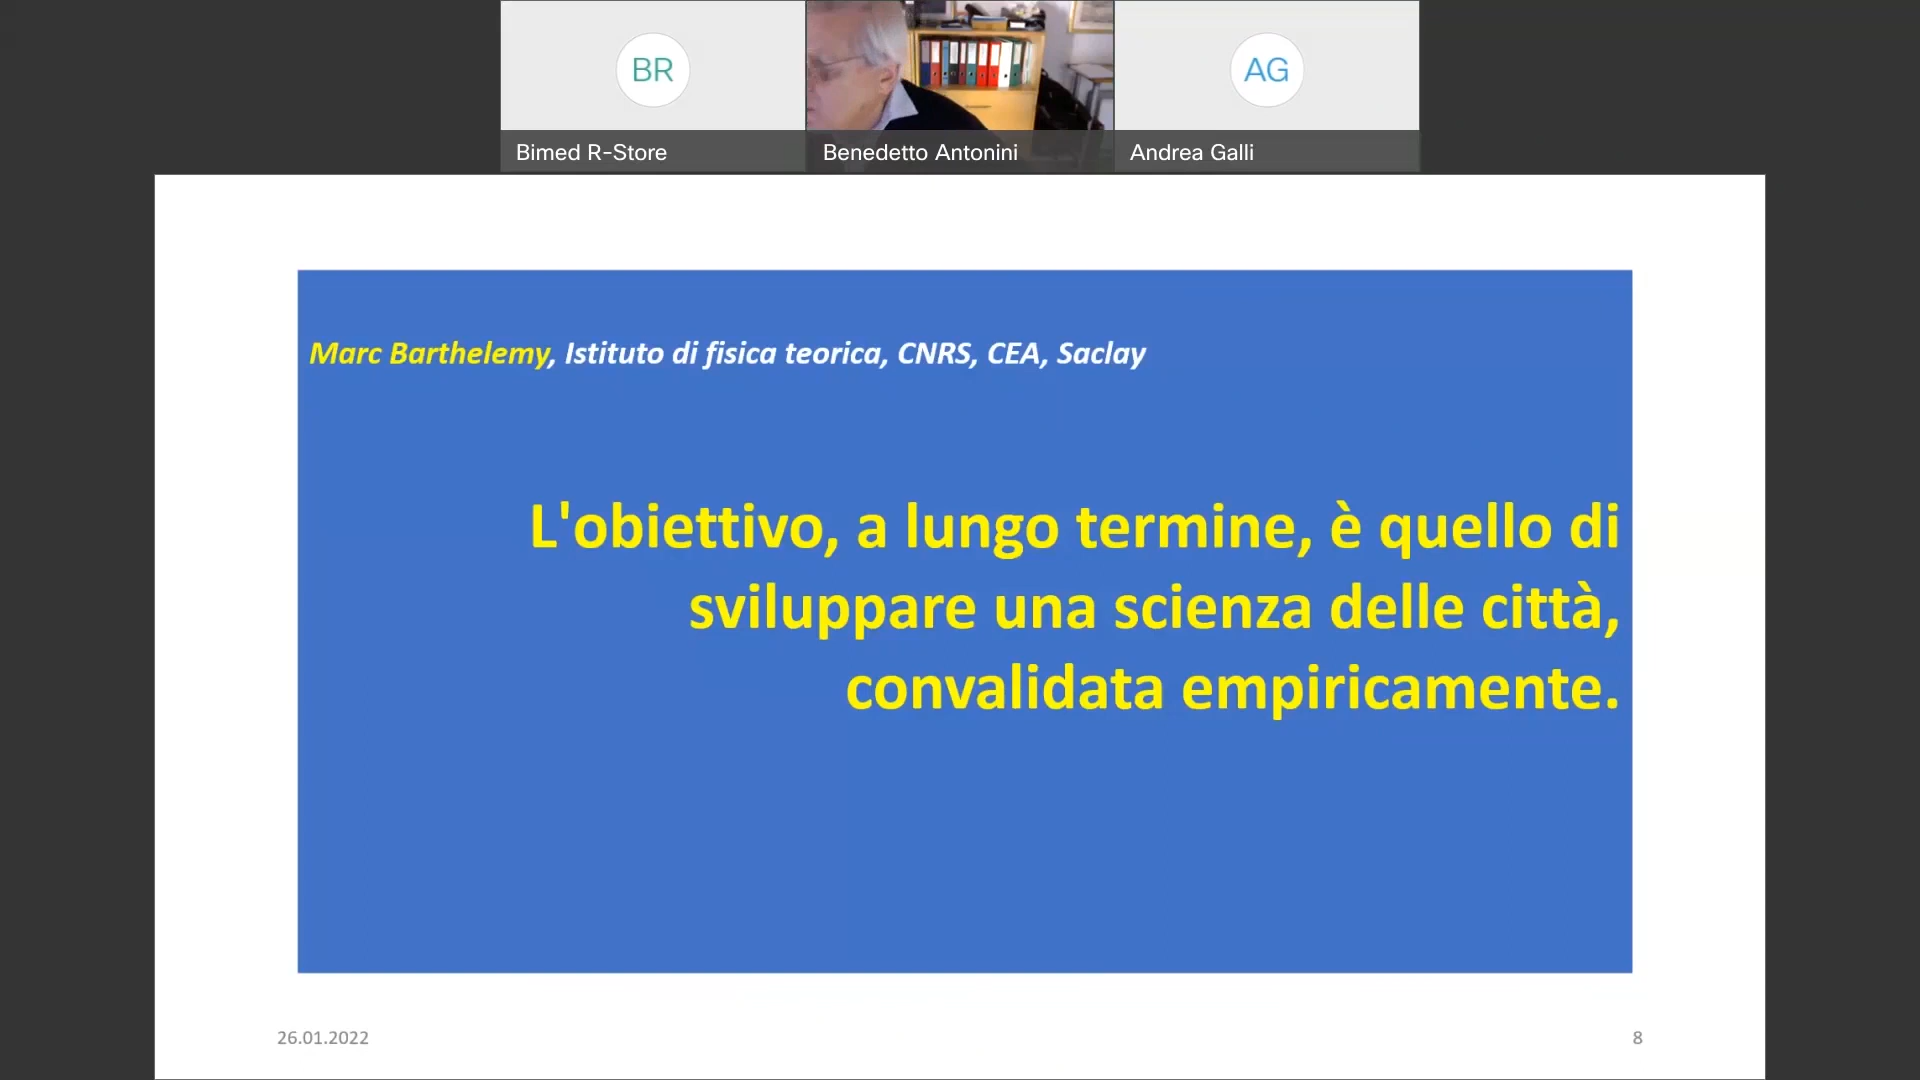 BR
AG
Bimed R-Store
Benedetto Antonini
Andrea Galli
Marc Barthelemy, Istituto di fisica teorica, CNRS, CEA, Saclay
L'obiettivo, a lungo termine, è quello di
sviluppare una scienza delle città,
convalidata empiricamente.
26.01.2022
8